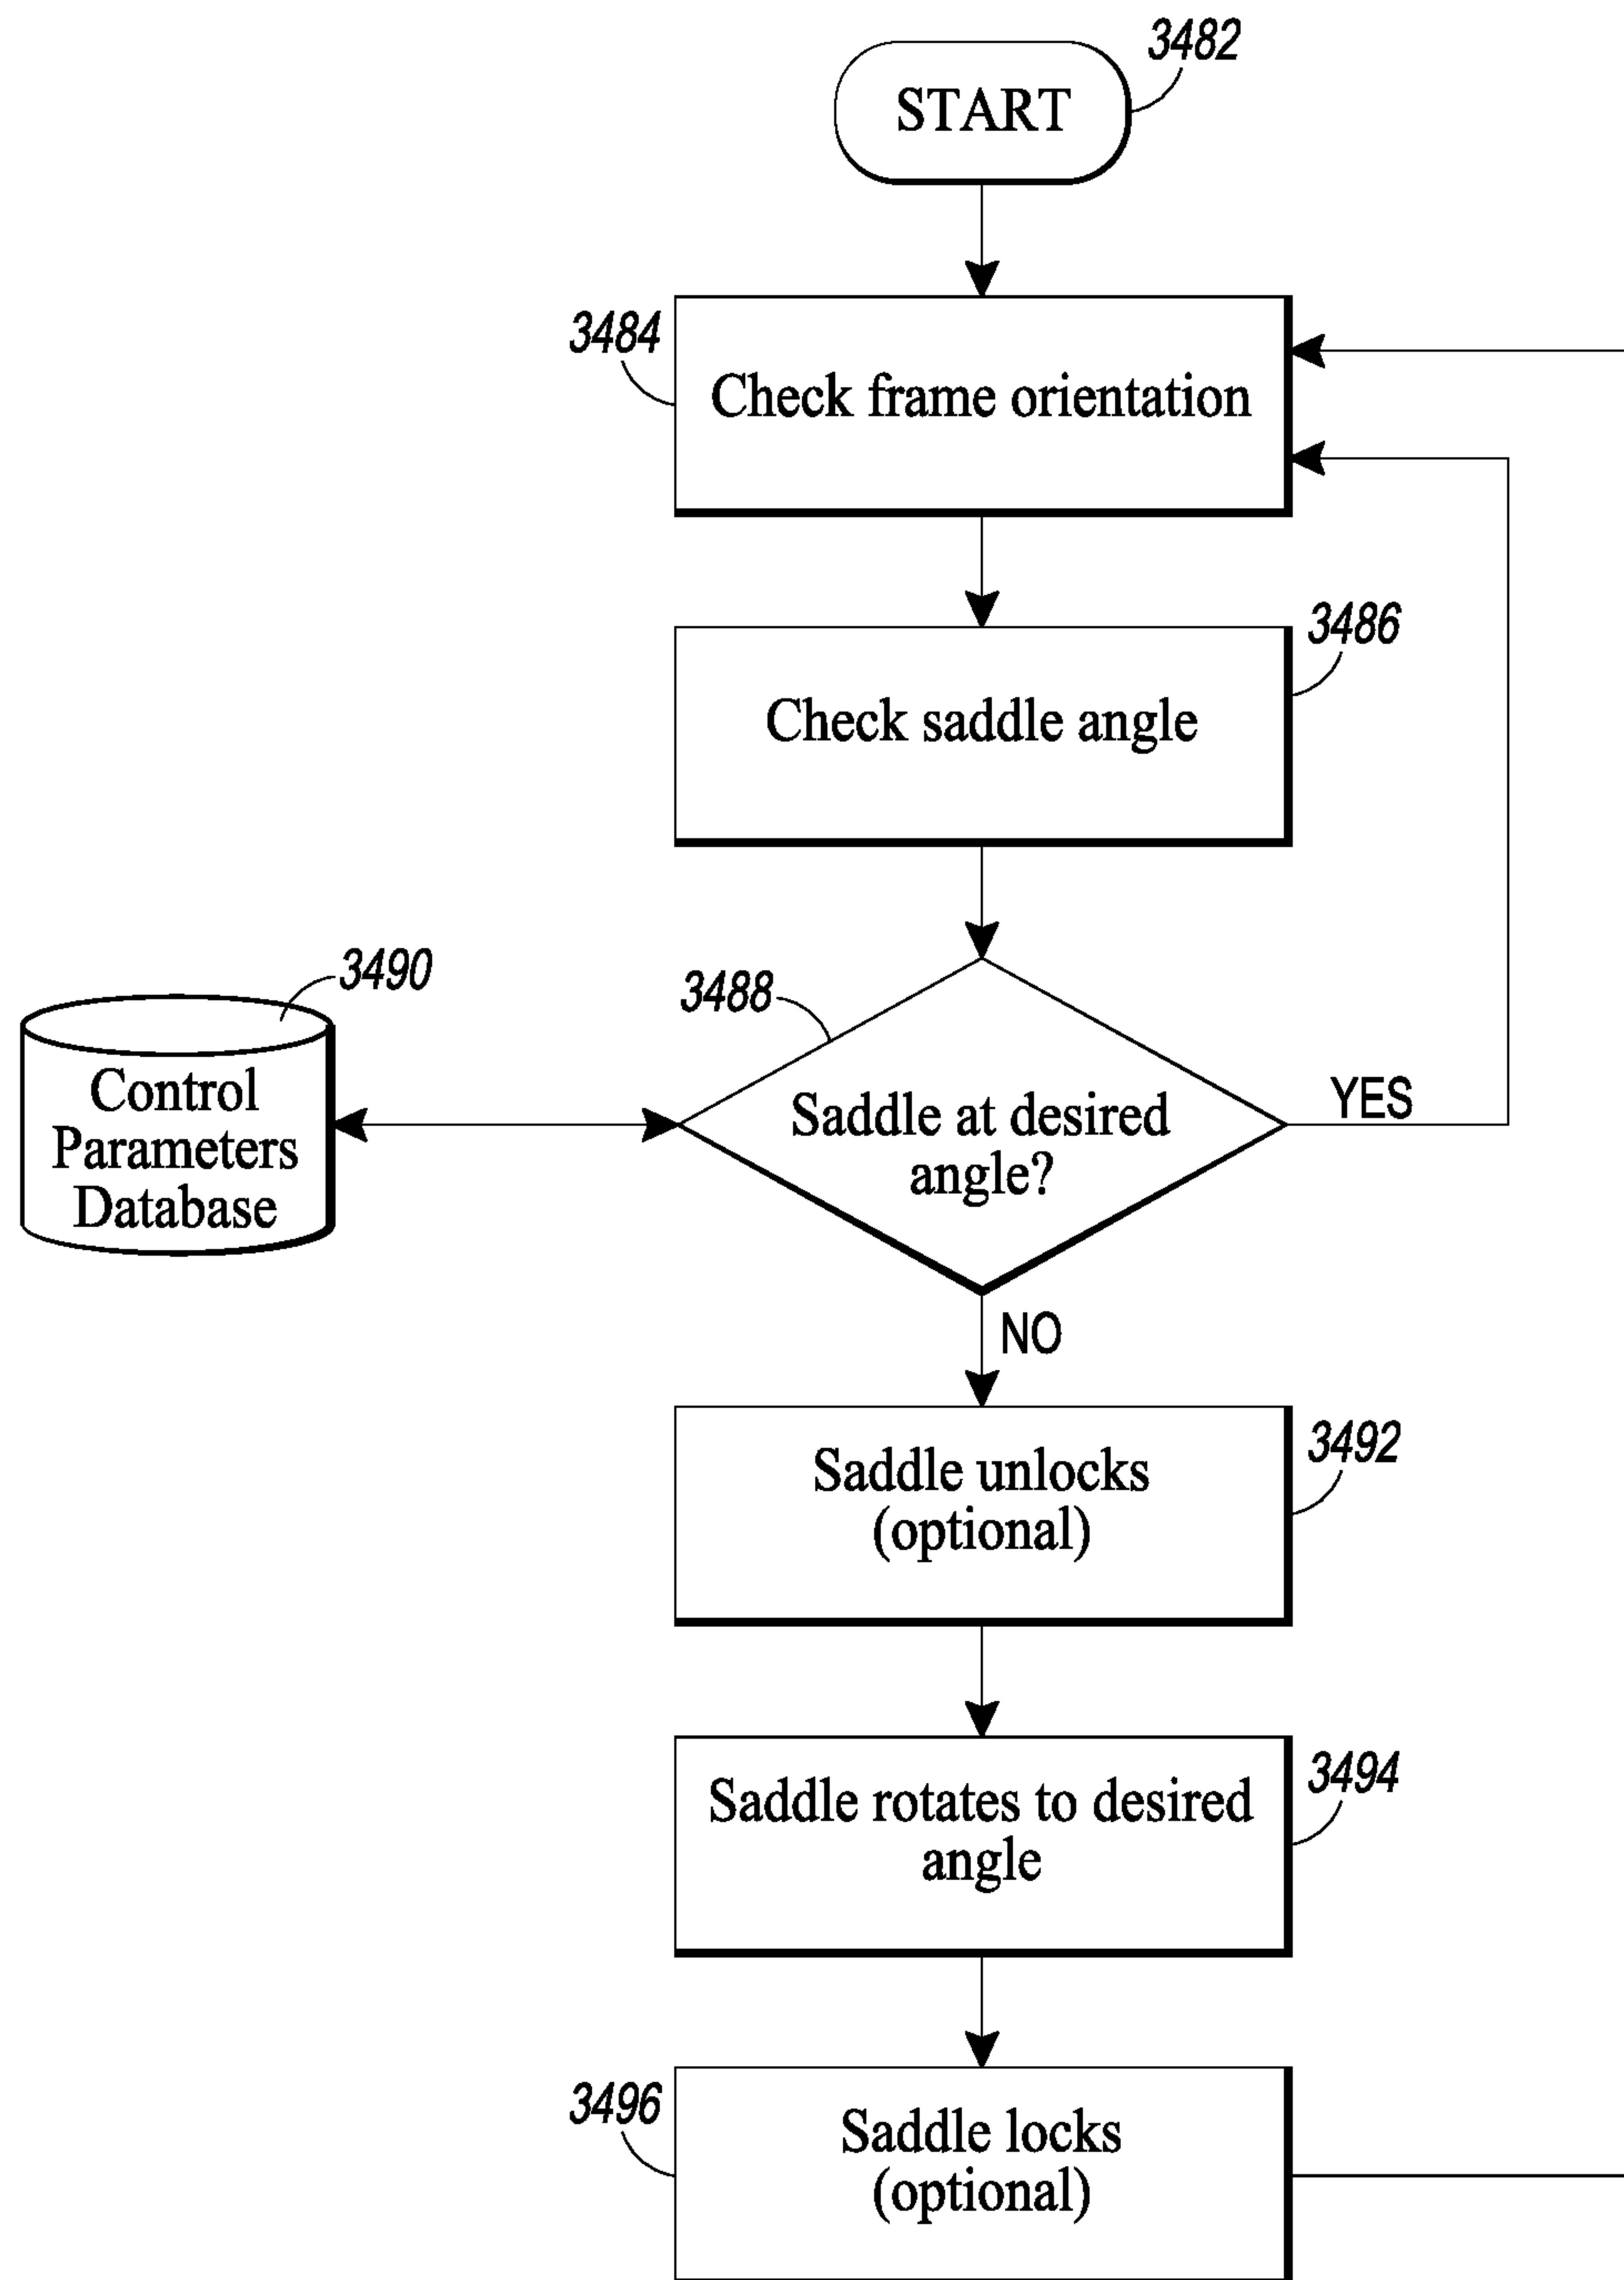 3482
START
3484
Check frame orientation
3486
Check saddle angle
3490
3488
Control
Parameters
Database
Saddle at desired
angle?
YES
NO
3492
Saddle unlocks
(optional)
3494
Saddle rotates to desired
angle
3496
Saddle locks
(optional)